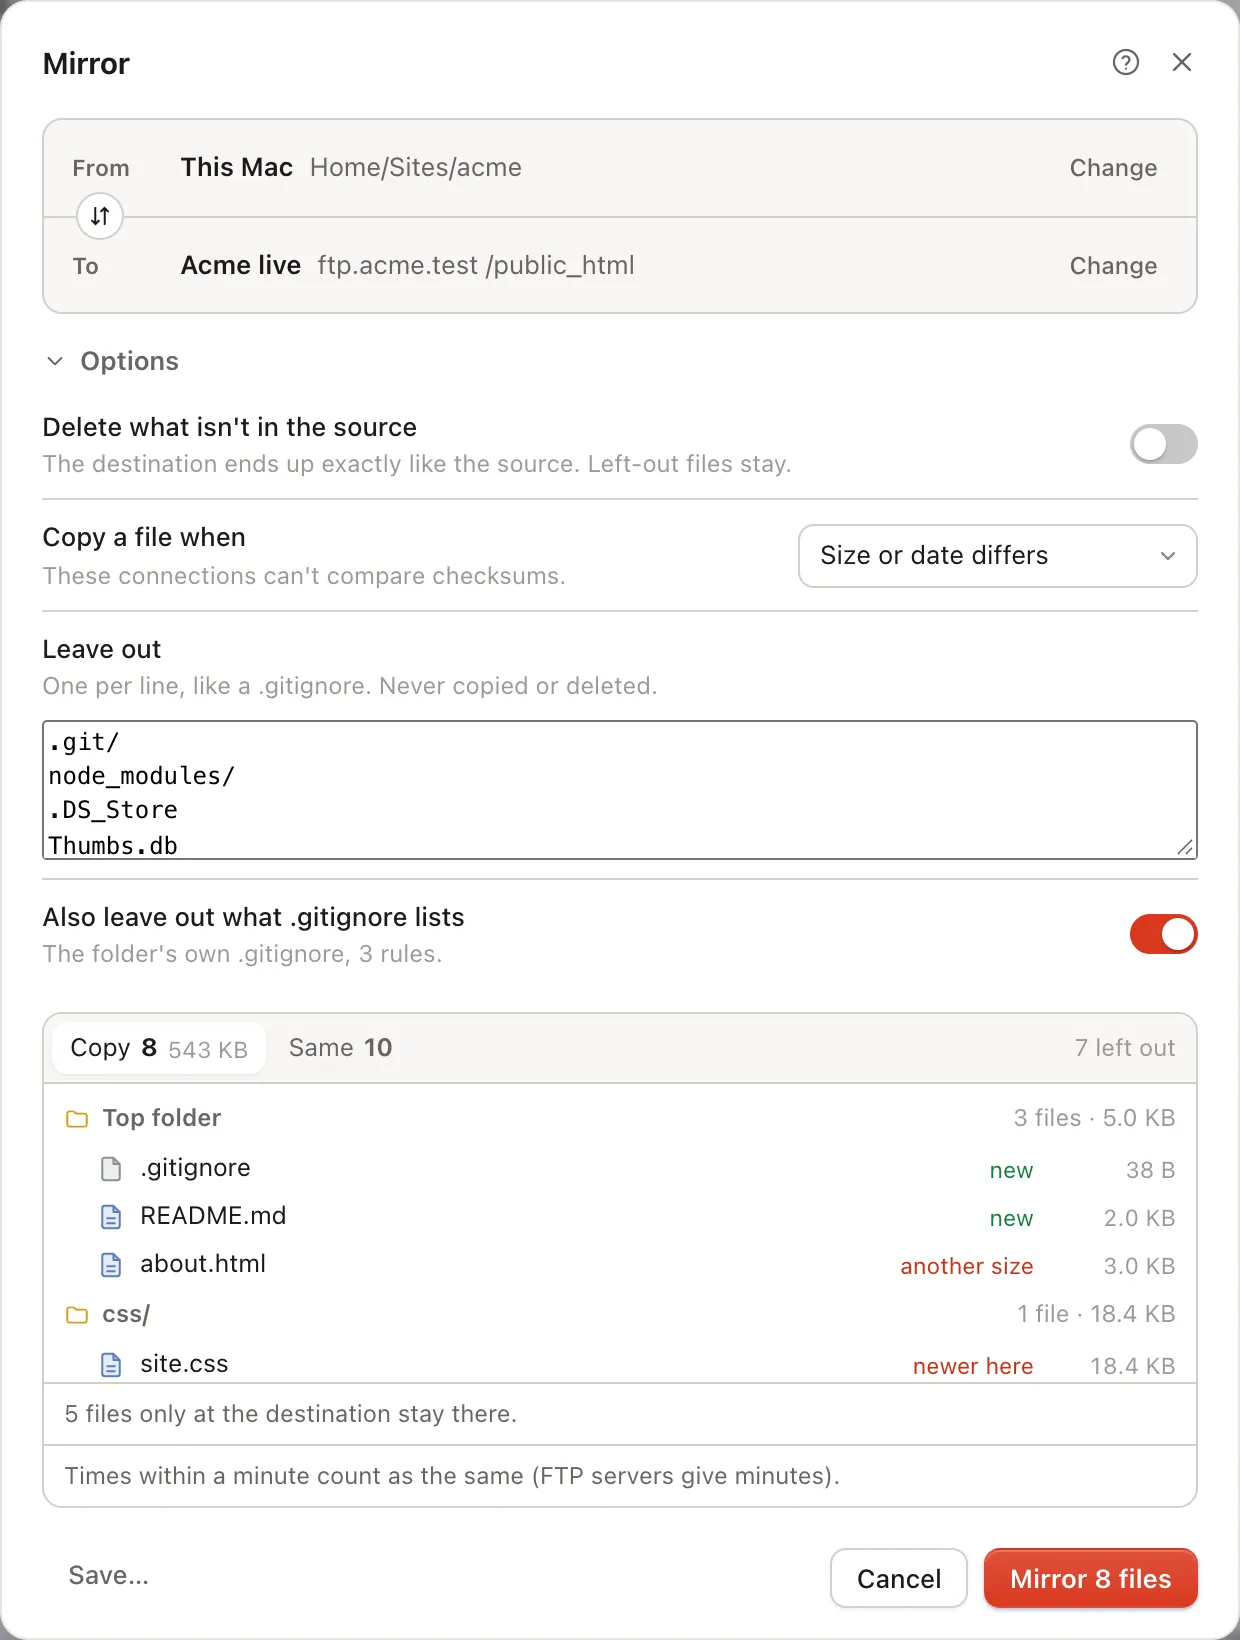 Mirror
From This Mac Home/Sites/acme Change
To Acme live ftp.acme.test /public_html Change
Options
Delete what isn't in the source
The destination ends up exactly like the source. Left-out files stay.
Copy a file when
Size or date differs
These connections can't compare checksums.
Leave out
One per line, like a .gitignore. Never copied or deleted.
.git/
node_modules/
.DS_Store
Thumbs.db
Also leave out what .gitignore lists
The folder's own .gitignore, 3 rules.
Copy 8 543 KB Same 10 7 left out
Top folder 3 files · 5.0 KB
.gitignore new 38 B
README.md new 2.0 KB
about.html another size 3.0 KB
css/ 1 file · 18.4 KB
site.css newer here 18.4 KB
5 files only at the destination stay there.
Times within a minute count as the same (FTP servers give minutes).
Save... Cancel Mirror 8 files